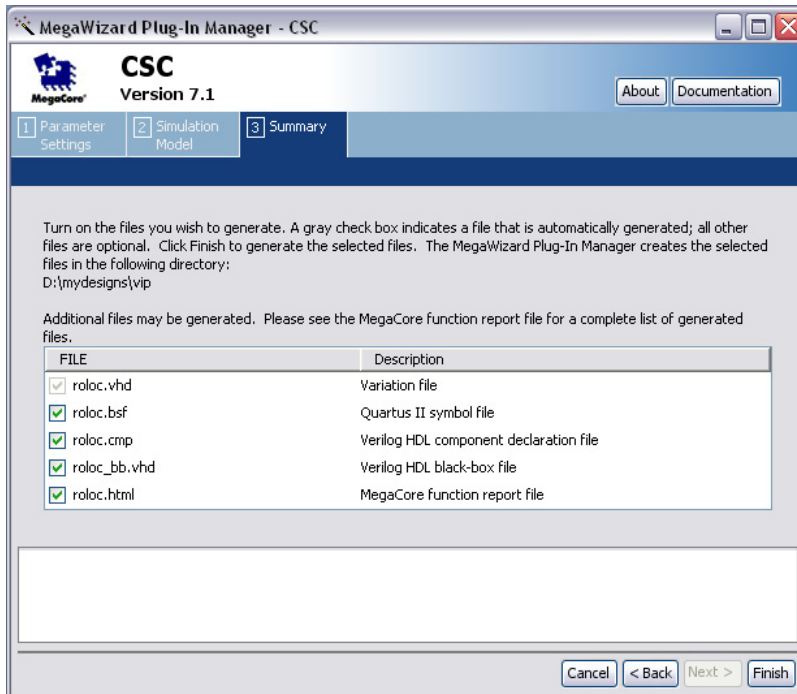 MegaWizard Plug-In Manager - CSC
MegaCore®
CSC
Version 7.1
About
Documentation
1 Parameter
Settings
2 Simulation
Model
3 Summary
Turn on the files you wish to generate. A gray check box indicates a file that is automatically generated; all other
files are optional. Click Finish to generate the selected files. The MegaWizard Plug-In Manager creates the selected
files in the following directory:
D:\mydesigns\vip
Additional files may be generated. Please see the MegaCore function report file for a complete list of generated
files.
FILE Description
roloc.vhd Variation file
roloc.bsf Quartus II symbol file
roloc.cmp Verilog HDL component declaration file
roloc_bb.vhd Verilog HDL black-box file
roloc.html MegaCore function report file
Cancel < Back Next > Finish